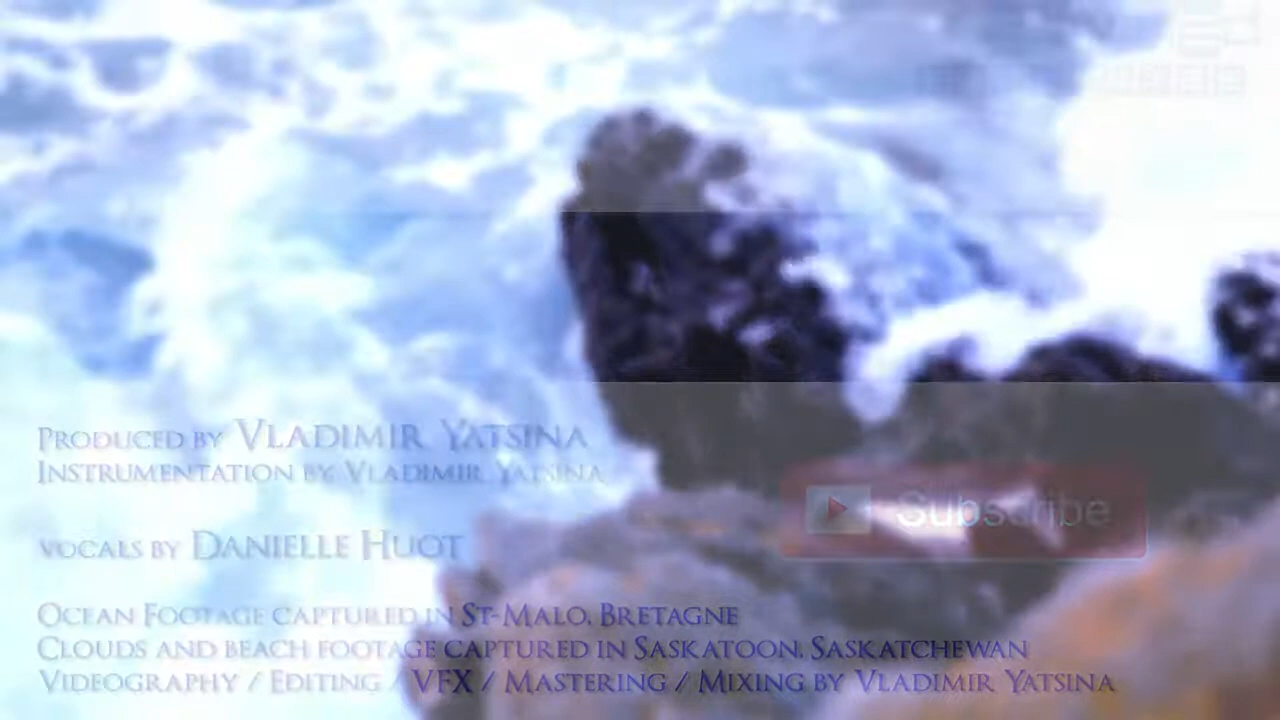 Produced by Vladimir Yatsina
Instrumentation by Vladimir Yatsina
vocals by Danielle Huot
Subscribe
Ocean Footage captured in St-Malo, Bretagne
Clouds and beach footage captured in Saskatoon, Saskatchewan
Videography / Editing / VFX / Mastering / Mixing by Vladimir Yatsina